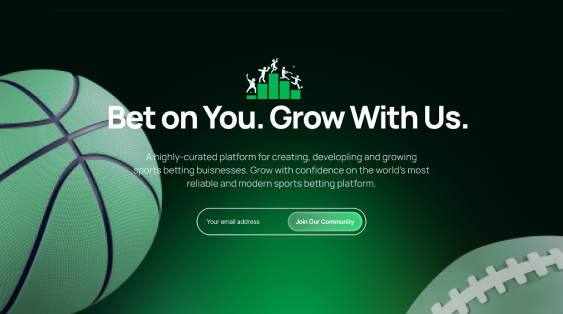 Bet on You. Grow With Us.
A highly-curated platform for creating, developling and growing
sports betting buisnesses. Grow with confidence on the world's most
reliable and modern sports betting platform.
Your email address
Join Our Community